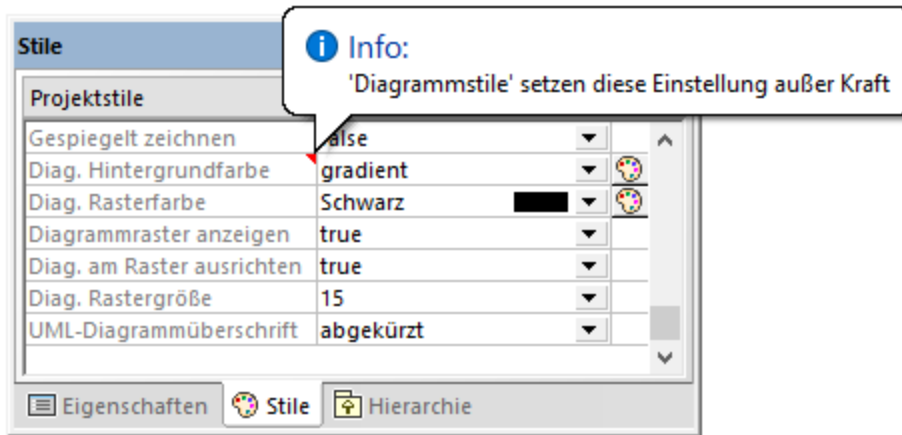 Stile
Info:
'Diagrammstile' setzen diese Einstellung außer Kraft
Projektstile
Gespiegelt zeichnen false
Diag. Hintergrundfarbe gradient
Diag. Rasterfarbe Schwarz
Diagrammraster anzeigen true
Diag. am Raster ausrichten true
Diag. Rastergröße 15
UML-Diagrammüberschrift abgekürzt
Eigenschaften Stile Hierarchie